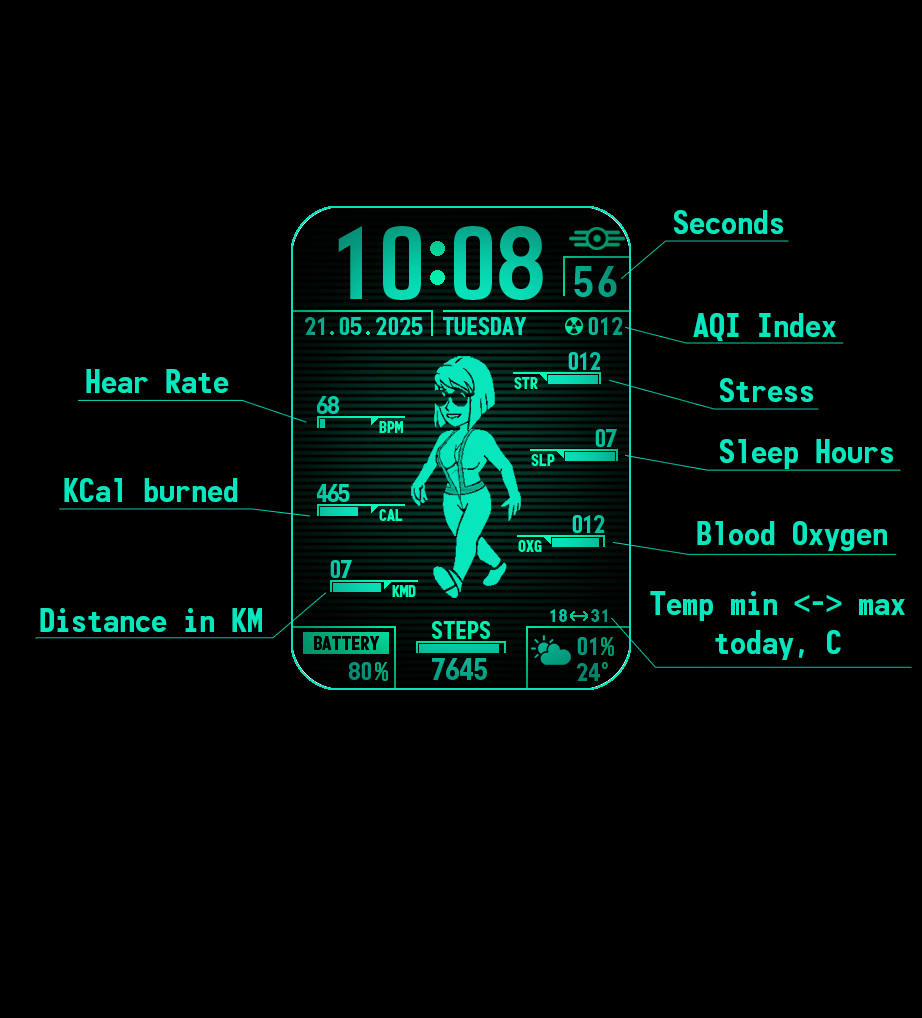 Seconds
10:08
56
21.05.2025
TUESDAY
012
AQI Index
012
STR
Stress
Hear Rate
68
BPM
07
SLP
Sleep Hours
KCal burned
465
CAL
012
OXG
Blood Oxygen
07
KMD
Distance in KM
18<->31
Temp min <-> max
today, C
BATTERY
80%
STEPS
7645
01%
24°